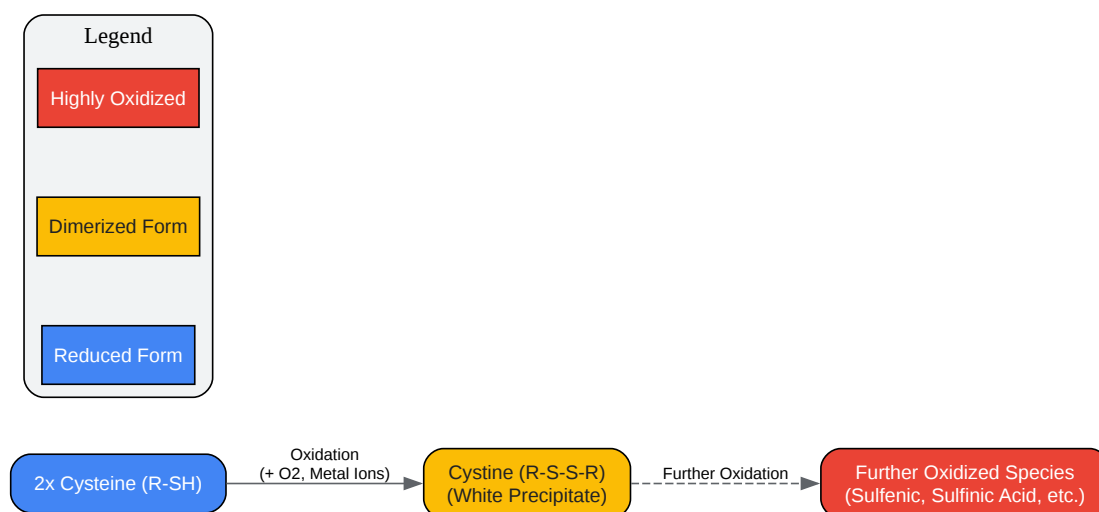 Legend
Highly Oxidized
Dimerized Form
Reduced Form
2x Cysteine (R-SH)
Oxidation
(+ O2, Metal Ions)
Cystine (R-S-S-R)
(White Precipitate)
Further Oxidation
Further Oxidized Species
(Sulfenic, Sulfinic Acid, etc.)